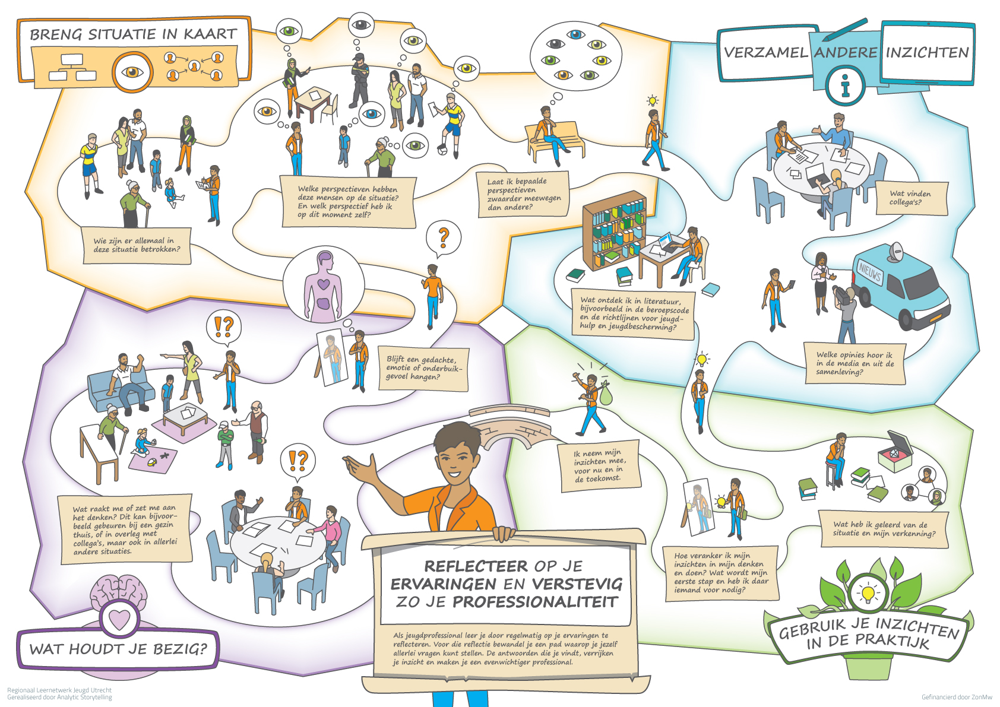 BRENG SITUATIE IN KAART
VERZAMEL ANDERE INZICHTEN
Wie zijn er allemaal in
deze situatie betrokken?
Welke perspectieven hebben
deze mensen op de situatie?
En welk perspectief heb ik
op dit moment zelf?
Laat ik bepaalde
perspectieven
zwaarder meewegen
dan andere?
Wat vinden
collega's?
?
NIEUWS
Wat ontdek ik in literatuur,
bijvoorbeeld in de beroepscode
en de richtlijnen voor jeugd-
hulp en jeugdbescherming?
Welke opinies hoor ik
in de media en uit de
samenleving?
!?
Blijft een gedachte,
emotie of onderbuik-
gevoel hangen?
!?
Ik neem mijn
inzichten mee,
voor nu en in
de toekomst.
Wat raakt me of zet me aan
het denken? Dit kan bijvoor-
beeld gebeuren bij een gezin
thuis, of in overleg met
collega's, maar ook in allerlei
andere situaties.
Wat heb ik geleerd van de
situatie en mijn verkenning?
Hoe veranker ik mijn
inzichten in mijn denken
en doen? Wat wordt mijn
eerste stap en heb ik daar
iemand voor nodig?
REFLECTEER OP JE
ERVARINGEN EN VERSTEVIG
ZO JE PROFESSIONALITEIT
Als jeugdprofessional leer je door regelmatig op je ervaringen te
reflecteren. Voor die reflectie bewandel je een pad waarop je jezelf
allerlei vragen kunt stellen. De antwoorden die je vindt, verrijken
je inzicht en maken je een evenwichtiger professional.
WAT HOUDT JE BEZIG?
GEBRUIK JE INZICHTEN
IN DE PRAKTIJK
Regionaal Leernetwerk Jeugd Utrecht
Gerealiseerd door Analytic Storytelling
Gefinancierd door ZonMw